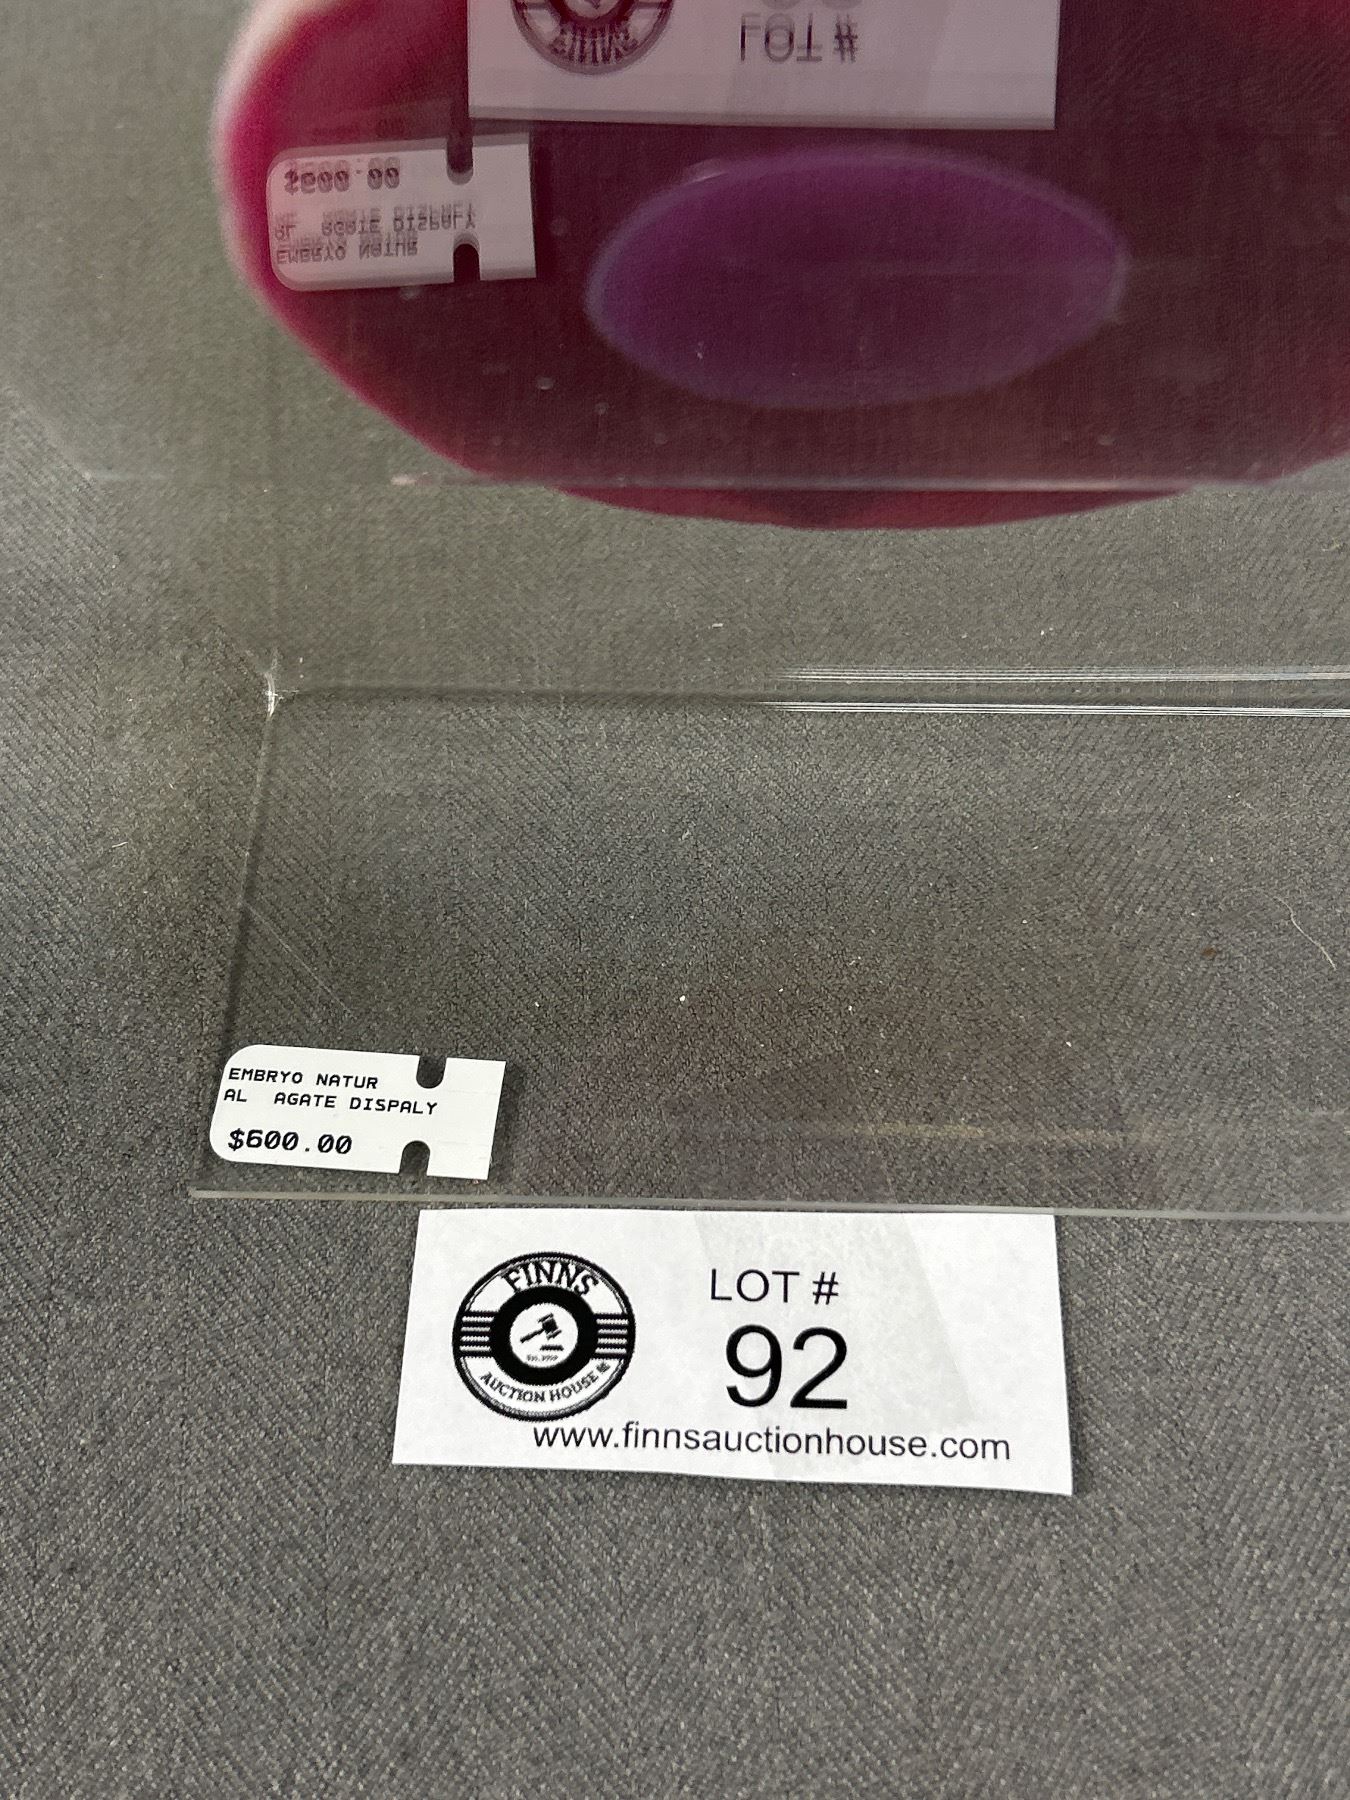 EMBRYO NATUR
AL AGATE DISPALY
$600.00
FINNS
AUCTION HOUSE
LOT #
92
www.finnsauctionhouse.com